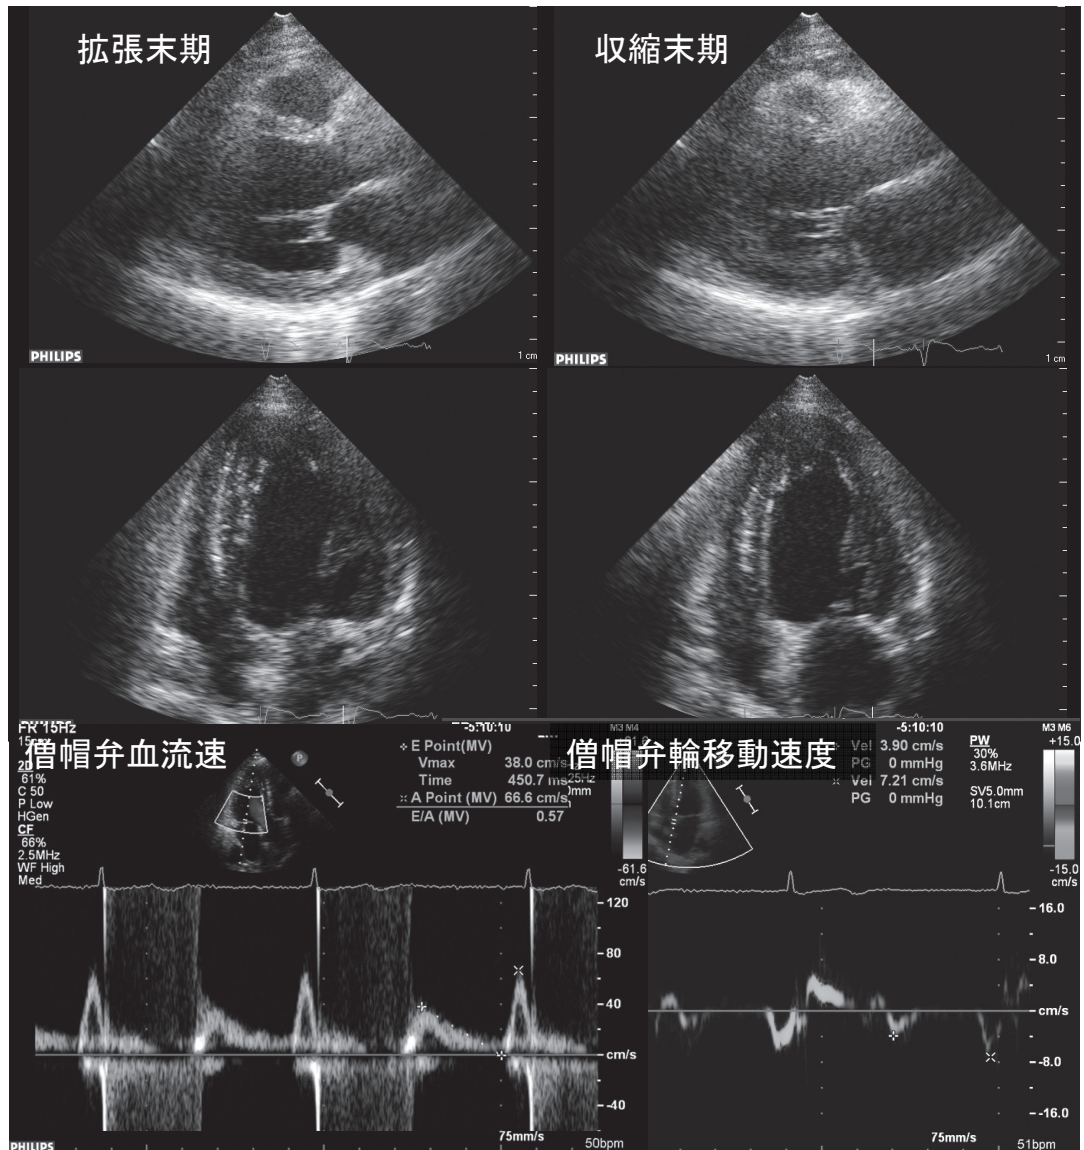 拡張末期
収縮末期
PHILIPS
1 cm
PHILIPS
1 cm
FR 15Hz
僧帽弁血流速
61%
C 50
P Low
HGen
CF
66%
2.5MHz
WF High
Med
P
E Point(MV)
Vmax 38.0 cm/s
Time 450.7 ms
A Point (MV) 66.6 cm/s
E/A (MV) 0.57
-5:10:10
M3 M4
-61.6
cm/s
120
80
40
cm/s
-40
75mm/s
50bpm
PHILIPS
僧帽弁輪移動速度
-5:10:10
Vel 3.90 cm/s
PG 0 mmHg
Vel 7.21 cm/s
PG 0 mmHg
PW
30%
3.6MHz
SV5.0mm
10.1cm
M3 M6
+15.0
-15.0
cm/s
16.0
8.0
cm/s
-8.0
-16.0
75mm/s
51bpm